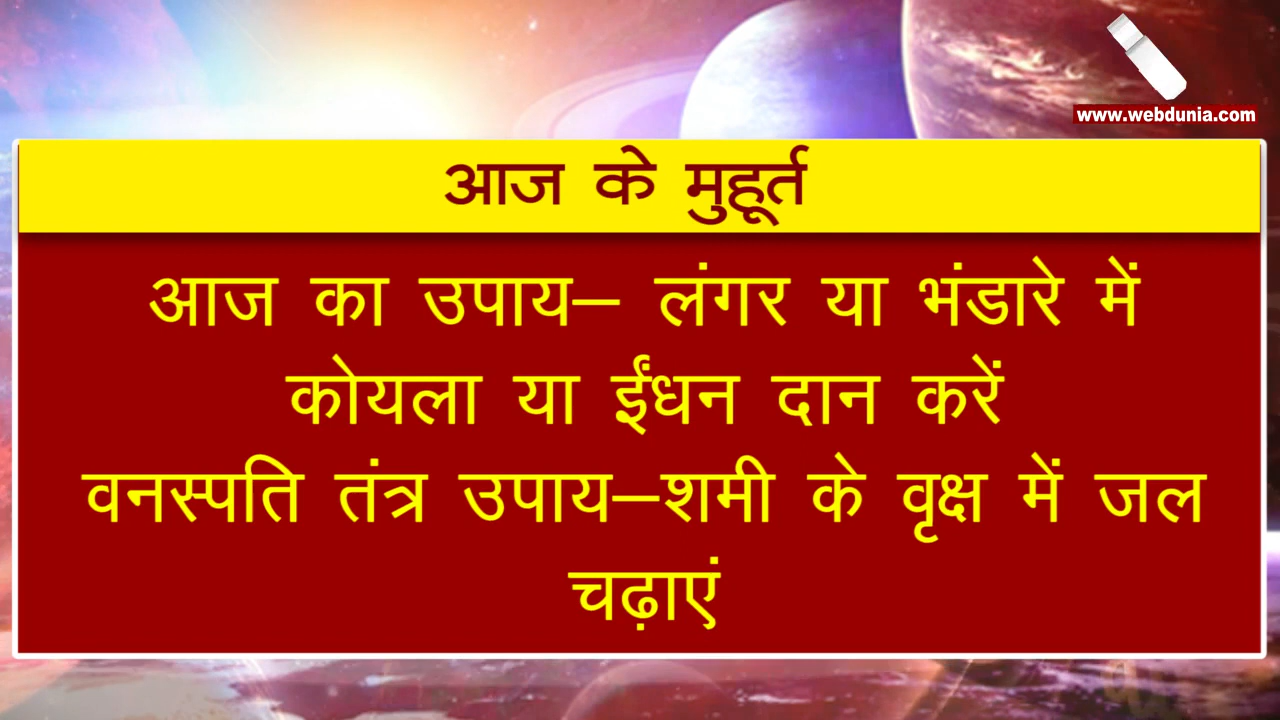 www.webdunia.com
आज के मुहूर्त
आज का उपाय– लंगर या भंडारे में
कोयला या ईंधन दान करें
वनस्पति तंत्र उपाय–शमी के वृक्ष में जल
चढ़ाएं